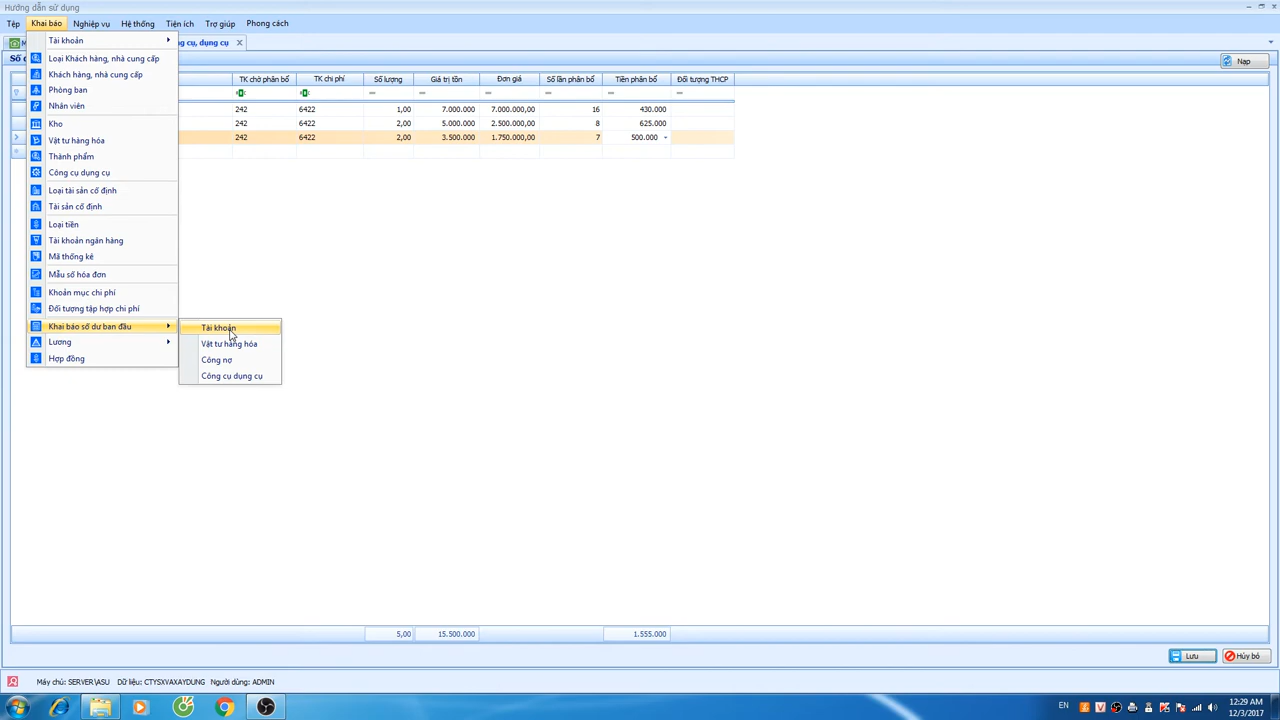 Hướng dẫn sử dụng
Tệp Khai báo Nghiệp vụ Hệ thống Tiện ích Trợ giúp Phong cách
cụ, dụng cụ
Nạp
TK chờ phân bổ TK chi phí Số lượng Giá trị tồn Đơn giá Số lần phân bổ Tiền phân bổ Đối tượng THCP
242 6422 1,00 7.000.000 7.000.000,00 16 430.000
242 6422 2,00 5.000.000 2.500.000,00 8 625.000
242 6422 2,00 3.500.000 1.750.000,00 7 500.000
Tài khoản
Loại Khách hàng, nhà cung cấp
Khách hàng, nhà cung cấp
Phòng ban
Nhân viên
Kho
Vật tư hàng hóa
Thành phẩm
Công cụ dụng cụ
Loại tài sản cố định
Tài sản cố định
Loại tiền
Tài khoản ngân hàng
Mã thống kê
Mẫu số hóa đơn
Khoản mục chi phí
Đối tượng tập hợp chi phí
Khai báo số dư ban đầu
Lương
Hợp đồng
Tài khoản
Vật tư hàng hóa
Công nợ
Công cụ dụng cụ
5,00 15.500.000 1.555.000
Lưu Hủy bỏ
Máy chủ: SERVER\ASU Dữ liệu: CTYSXVAXAYDUNG Người dùng: ADMIN
EN
12:29 AM
12/3/2017